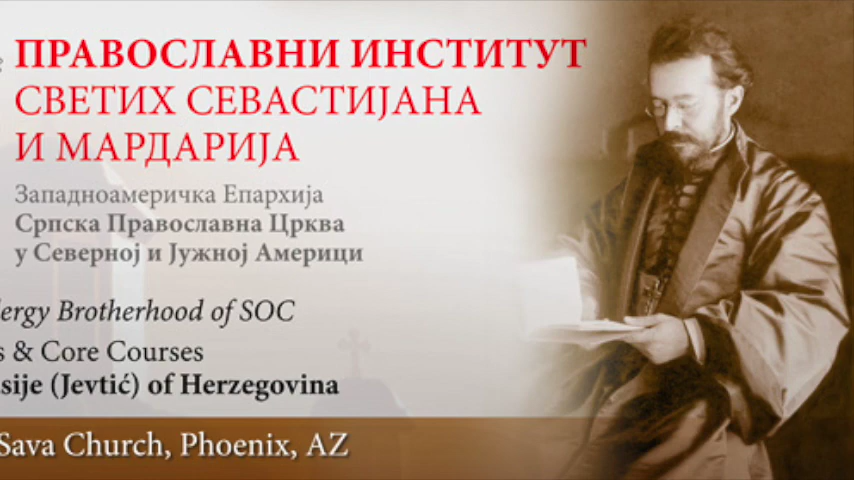 ПРАВОСЛАВНИ ИНСТИТУТ
СВЕТИХ СЕВАСТИЈАНА
И МАРДАРИЈА
Западноамеричка Епархија
Српска Православна Црква
у Северној и Јужној Америци
lergy Brotherhood of SOC
s & Core Courses
sije (Jevtić) of Herzegovina
Sava Church, Phoenix, AZ